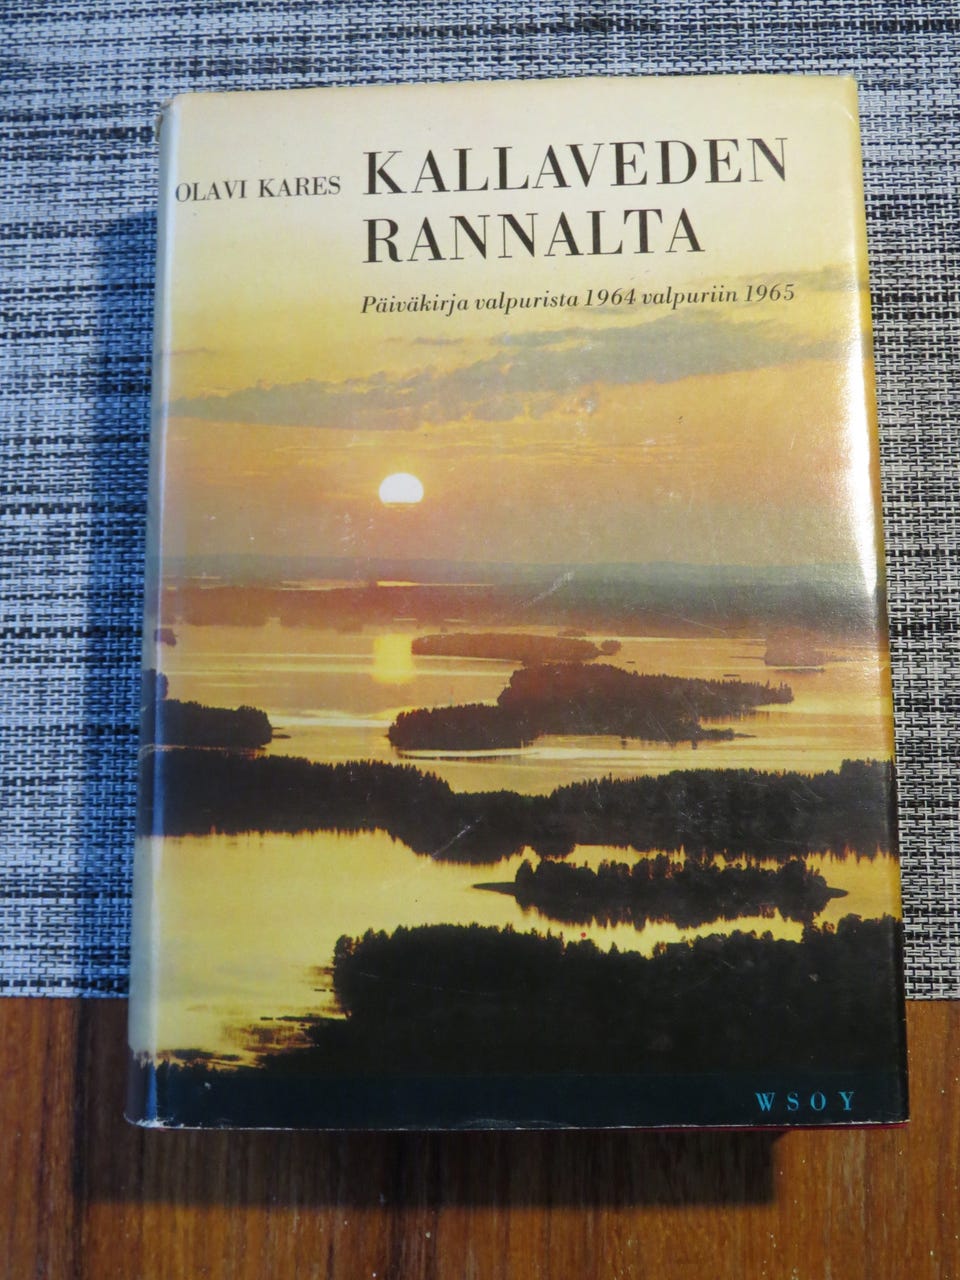 OLAVI KARES
KALLAVEDEN
RANNALTA
Päiväkirja valpurista 1964 valpuriin 1965
WSOY